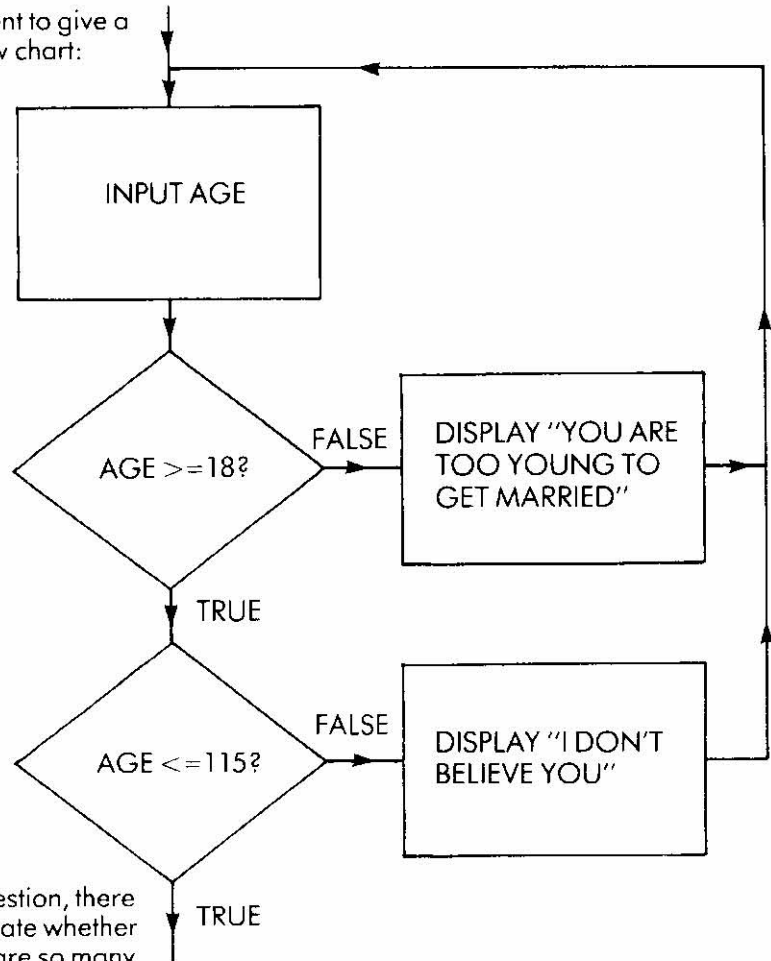 ent to give a
w chart:
INPUT AGE
AGE >=18?
FALSE
DISPLAY "YOU ARE
TOO YOUNG TO
GET MARRIED"
TRUE
AGE <=115?
FALSE
DISPLAY "I DON'T
BELIEVE YOU"
TRUE
estion, there
ate whether
are so many